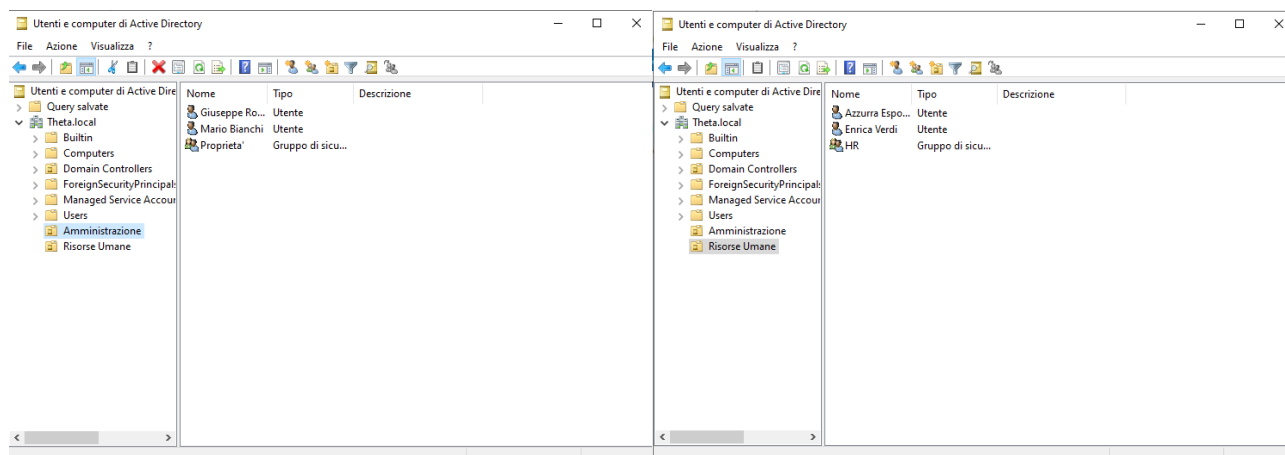 Utenti e computer di Active Directory
File Azione Visualizza ?
Utenti e computer di Active Dire
Query salvate
Theta.local
Builtin
Computers
Domain Controllers
ForeignSecurityPrincipals
Managed Service Accour
Users
Amministrazione
Risorse Umane
Nome Tipo Descrizione
Giuseppe Ro... Utente
Mario Bianchi Utente
Proprieta' Gruppo di sicu...
Utenti e computer di Active Directory
File Azione Visualizza ?
Utenti e computer di Active Dire
Query salvate
Theta.local
Builtin
Computers
Domain Controllers
ForeignSecurityPrincipals
Managed Service Accour
Users
Amministrazione
Risorse Umane
Nome Tipo Descrizione
Azzurra Espo... Utente
Enrica Verdi Utente
HR Gruppo di sicu...